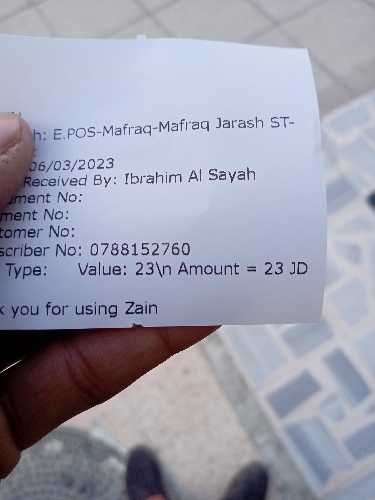 h: E.POS-Mafraq-Mafraq Jarash ST-
06/03/2023
Received By: Ibrahim Al Sayah
ument No:
ment No:
tomer No:
scriber No: 0788152760
Type: Value: 23\n Amount = 23 JD
k you for using Zain